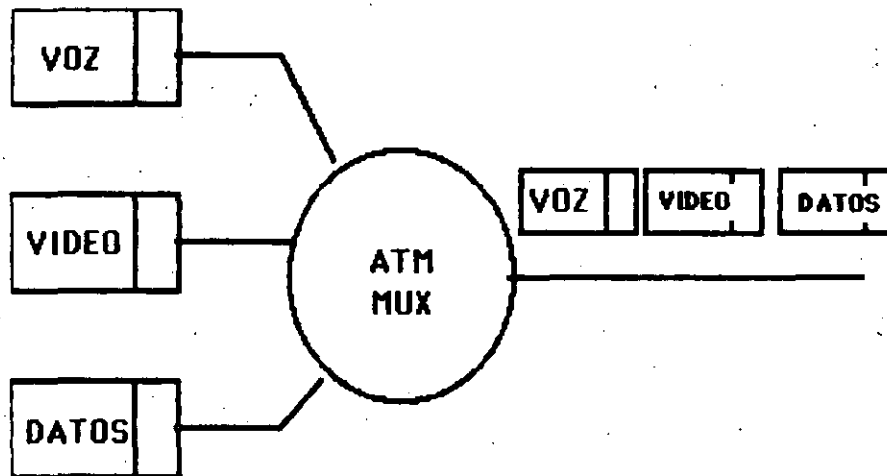 VOZ
VIDEO
DATOS
ATM
MUX
VOZ
VIDEO
DATOS